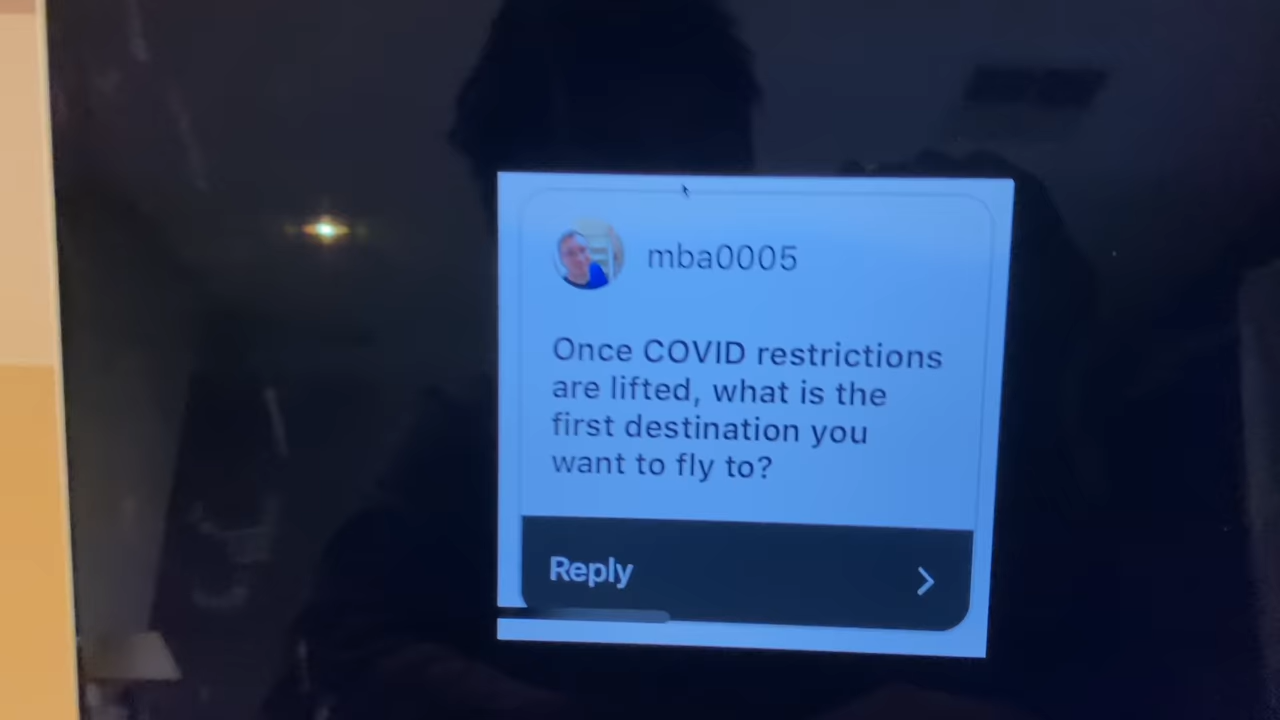 mba0005
Once COVID restrictions
are lifted, what is the
first destination you
want to fly to?
Reply